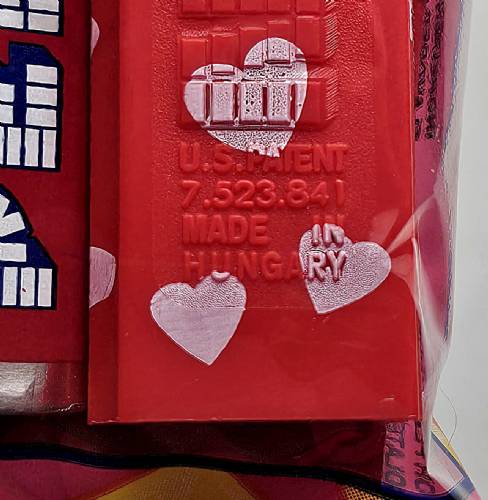 U.S. PATENT
7.523.841
MADE IN
HUNGARY